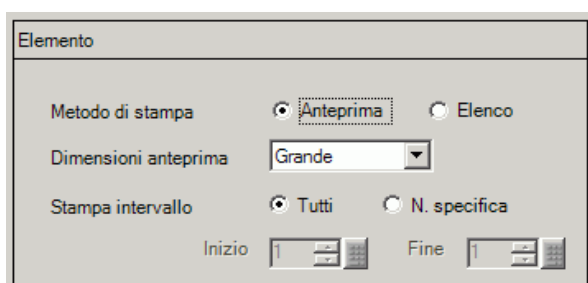 Elemento
Metodo di stampa Anteprima Elenco
Dimensioni anteprima Grande
Stampa intervallo Tutti N. specifica
Inizio 1 Fine 1